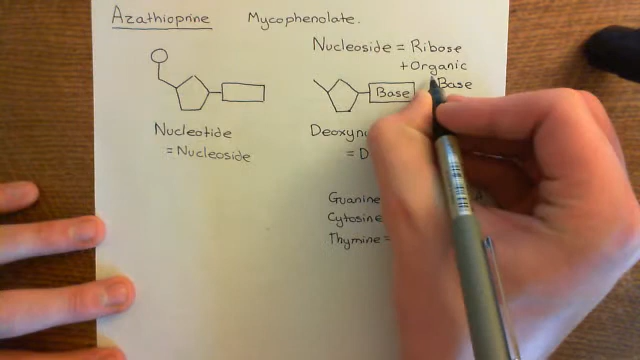 Azathioprine Mycophenolate.
Nucleoside = Ribose
+ Organic
Base
Base
Nucleotide
= Nucleoside
Guanine
Cytosine
Thymine =